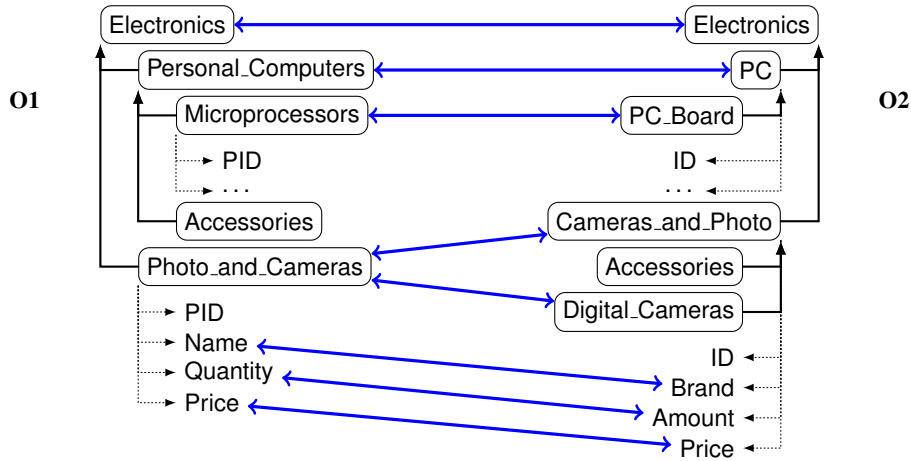 Electronics Electronics
Personal_Computers PC
O1 Microprocessors PC_Board O2
PID ID
... ...
Accessories Cameras_and_Photo
Photo_and_Cameras Accessories
PID Digital_Cameras
Name ID
Quantity Brand
Price Amount
Price